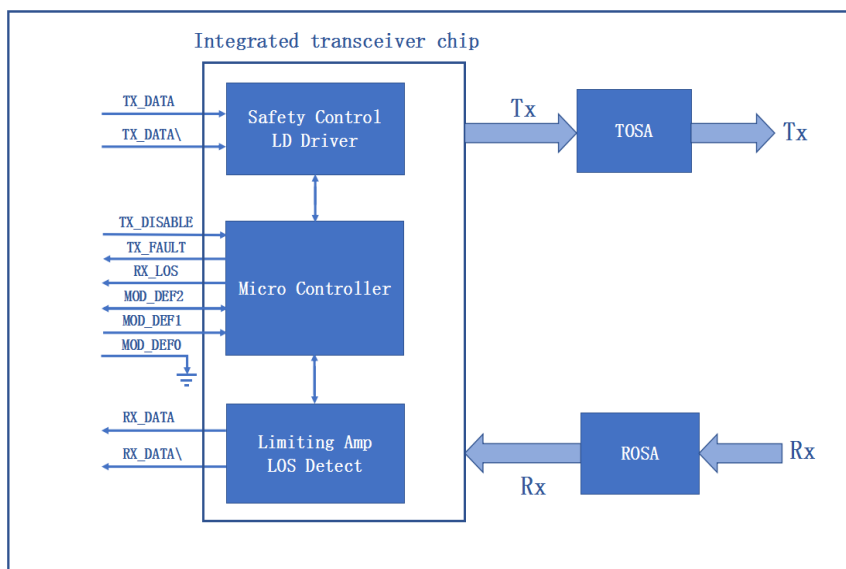 Integrated transceiver chip
TX_DATA
TX_DATA\
Safety Control
LD Driver
Tx
TOSA
Tx
TX_DISABLE
TX_FAULT
RX_LOS
MOD_DEF2
MOD_DEF1
MOD_DEF0
Micro Controller
RX_DATA
RX_DATA\
Limiting Amp
LOS Detect
Rx
ROSA
Rx